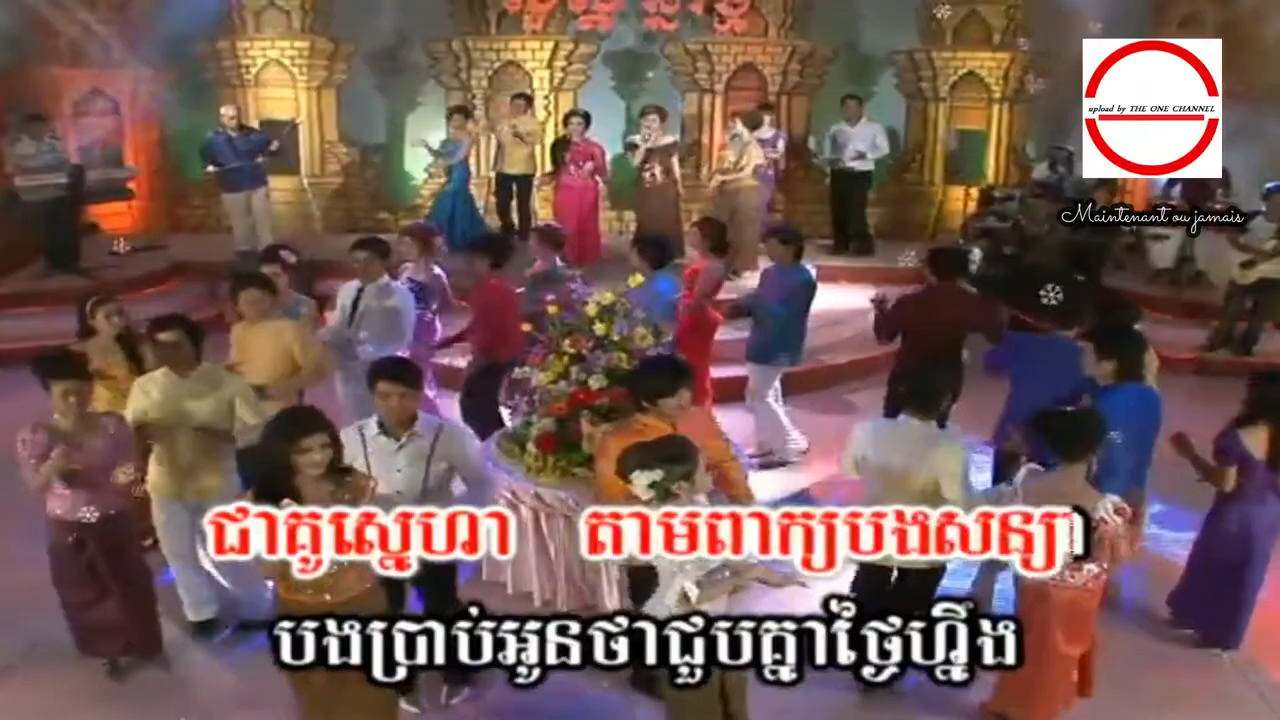 upload by THE ONE CHANNEL
Maintenant ou jamais
ជាគូស្នេហា តាមពាក្យបងសន្យា
បងប្រាប់អូនថាជួបគ្នាថ្ងៃហ្នឹង